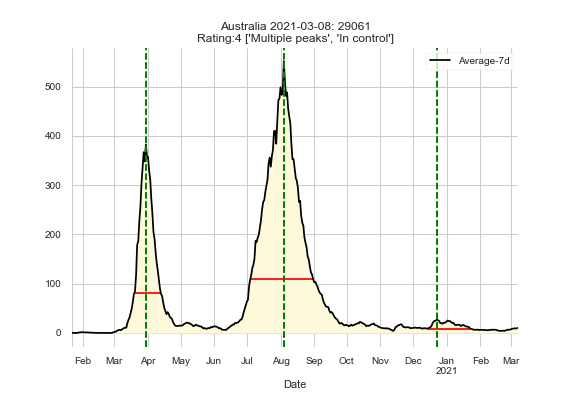 Australia 2021-03-08: 29061
Rating:4 ['Multiple peaks', 'In control']
Average-7d
500
400
300
200
100
0
Feb Mar Apr May Jun Jul Aug Sep Oct Nov Dec Jan Feb Mar
2021
Date